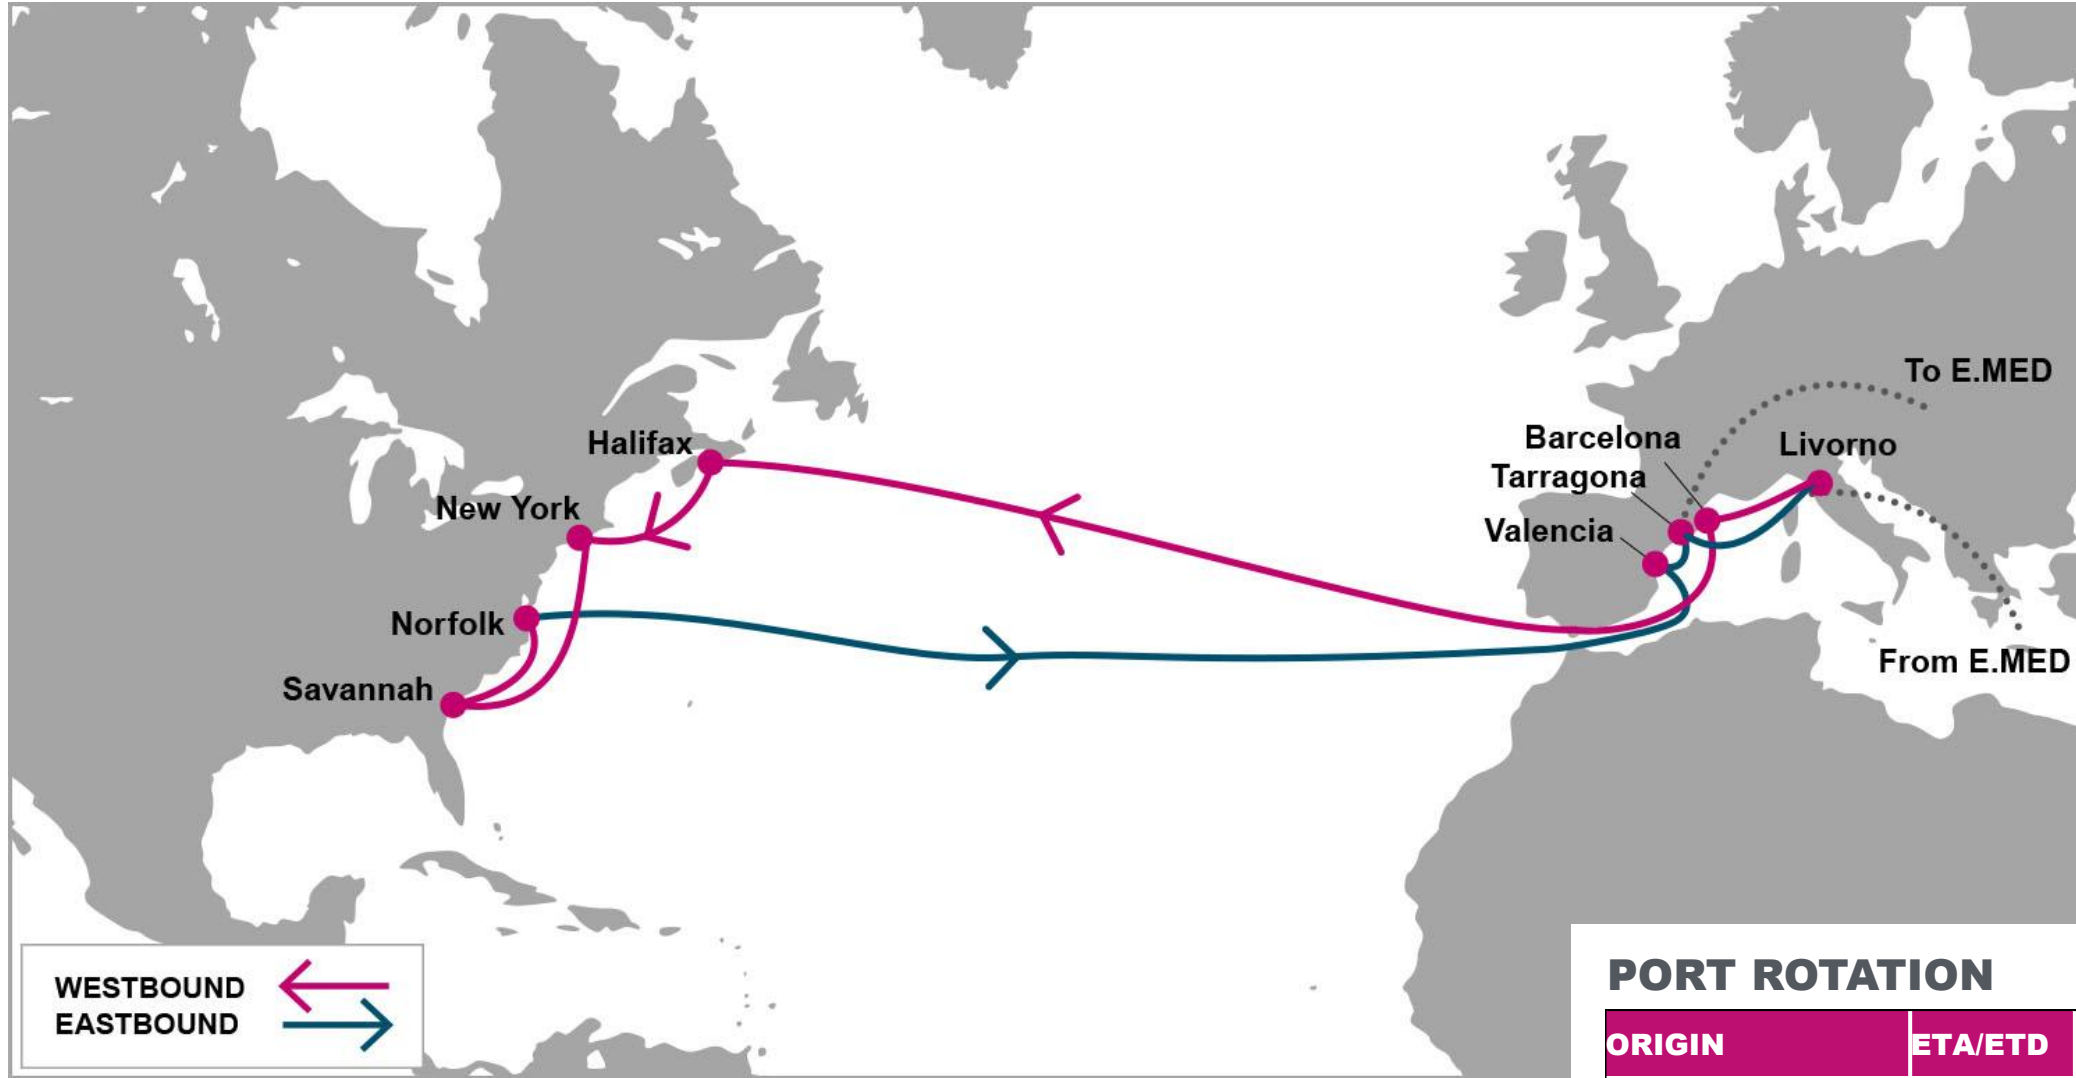 To E.MED
Barcelona
Livorno
Halifax
Tarragona
New York
Valencia
Norfolk
From E.MED
Savannah
WESTBOUND
EASTBOUND
PORT ROTATION
ORIGIN ETA/ETD